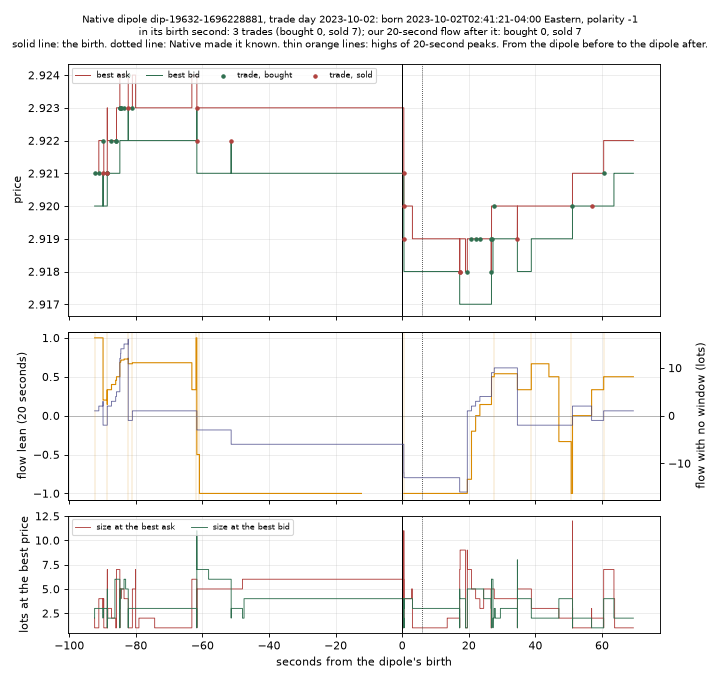 Native dipole dip-19632-1696228881, trade day 2023-10-02: born 2023-10-02T02:41:21-04:00 Eastern, polarity -1
in its birth second: 3 trades (bought 0, sold 7); our 20-second flow after it: bought 0, sold 7
solid line: the birth. dotted line: Native made it known. thin orange lines: highs of 20-second peaks. From the dipole before to the dipole after.
best ask
best bid
trade, bought
trade, sold
2.924
2.923
2.922
2.921
2.920
2.919
2.918
2.917
price
1.0
0.5
0.0
−0.5
−1.0
flow lean (20 seconds)
10
0
−10
flow with no window (lots)
size at the best ask
size at the best bid
12.5
10.0
7.5
5.0
2.5
lots at the best price
−100
−80
−60
−40
−20
0
20
40
60
seconds from the dipole's birth